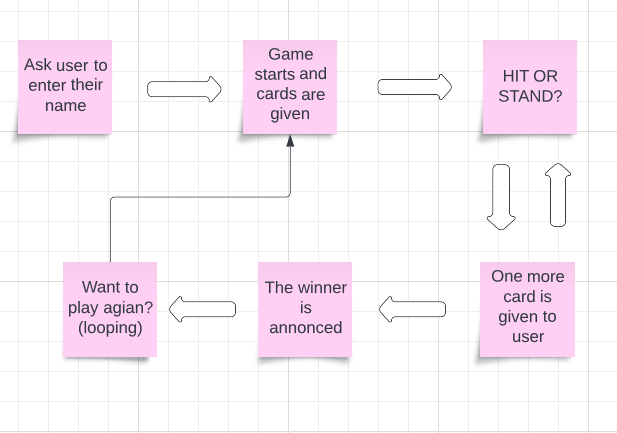 Ask user to
enter their
name
Game
starts and
cards are
given
HIT OR
STAND?
Want to
play agian?
(looping)
The winner
is
annonced
One more
card is
given to
user